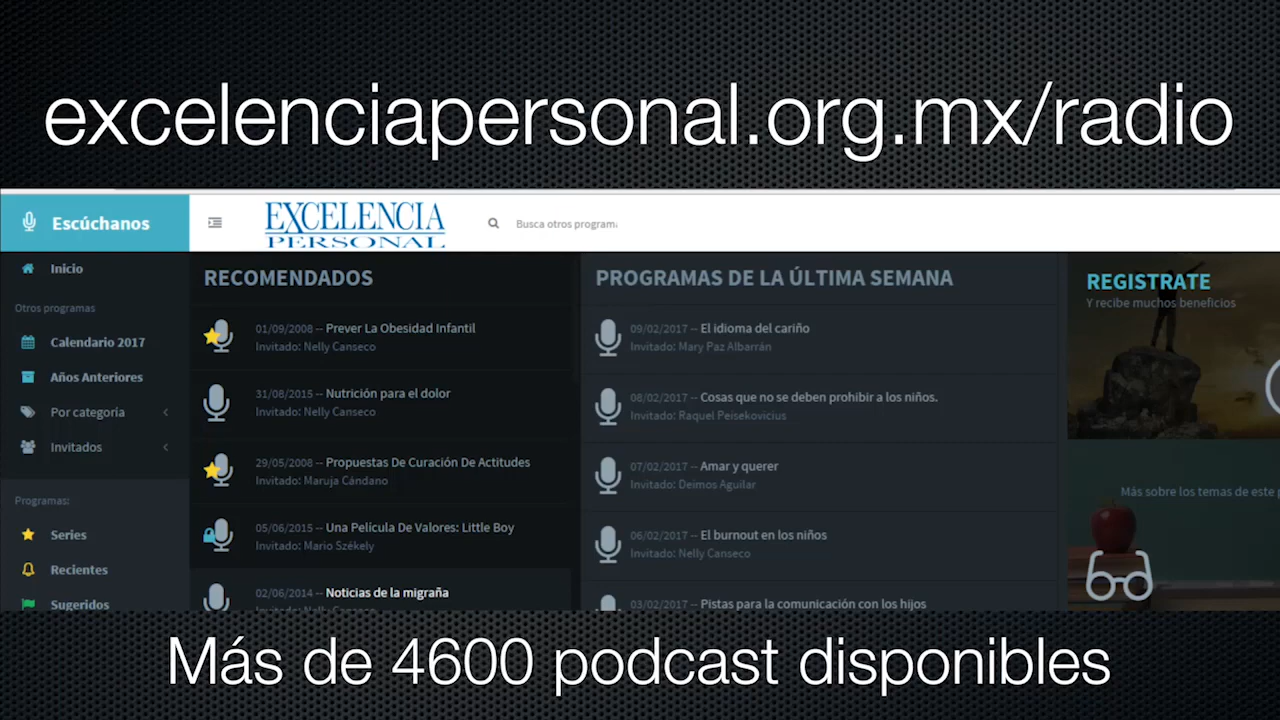 excelenciapersonal.org.mx/radio
Escúchanos
EXCELENCIA
PERSONAL
Busca otros programa
Inicio
Otros programas
Calendario 2017
Años Anteriores
Por categoría
Invitados
Programas:
Series
Recientes
Sugeridos
RECOMENDADOS
01/09/2008 -- Prever La Obesidad Infantil
Invitado: Nelly Canseco
31/08/2015 -- Nutrición para el dolor
Invitado: Nelly Canseco
29/05/2008 -- Propuestas De Curación De Actitudes
Invitado: Maruja Cándano
05/06/2015 -- Una Película De Valores: Little Boy
Invitado: Mario Székely
02/06/2014 -- Noticias de la migraña
Invitado: Nelly Canseco
PROGRAMAS DE LA ÚLTIMA SEMANA
09/02/2017 -- El idioma del cariño
Invitado: Mary Paz Albarrán
08/02/2017 -- Cosas que no se deben prohibir a los niños.
Invitado: Raquel Peisekovicius
07/02/2017 -- Amar y querer
Invitado: Deimos Aguilar
06/02/2017 -- El burnout en los niños
Invitado: Nelly Canseco
03/02/2017 -- Pistas para la comunicación con los hijos
REGISTRATE
Y recibe muchos beneficios
Más sobre los temas de este
Más de 4600 podcast disponibles